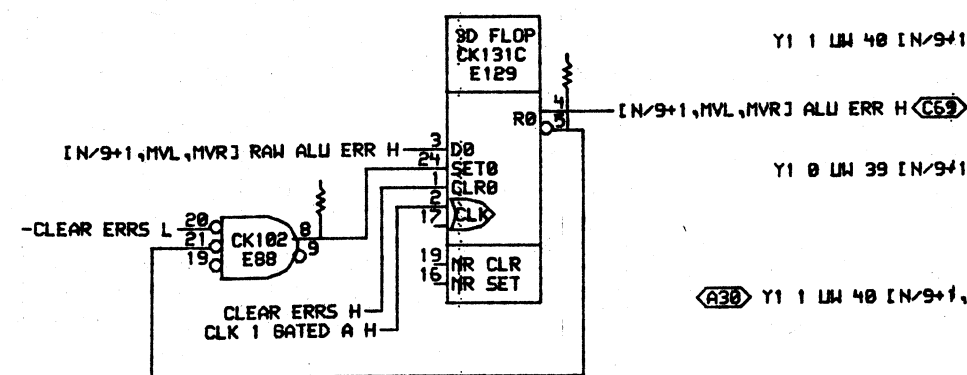 3D FLOP
CK131C
E129
Y1 1 UW 40 [N/9+1
4
R0
3
[N/9+1,MVL,MVR] ALU ERR H
C69
[N/9+1,MVL,MVR] RAW ALU ERR H
3
D0
24
SET0
1
CLR0
2
CLK
17
Y1 0 UW 39 [N/9+1
-CLEAR ERRS L
20
21
19
CK102
E88
8
9
19
MR CLR
16
MR SET
CLEAR ERRS H
CLK 1 GATED A H
A30
Y1 1 UW 40 [N/9+1,